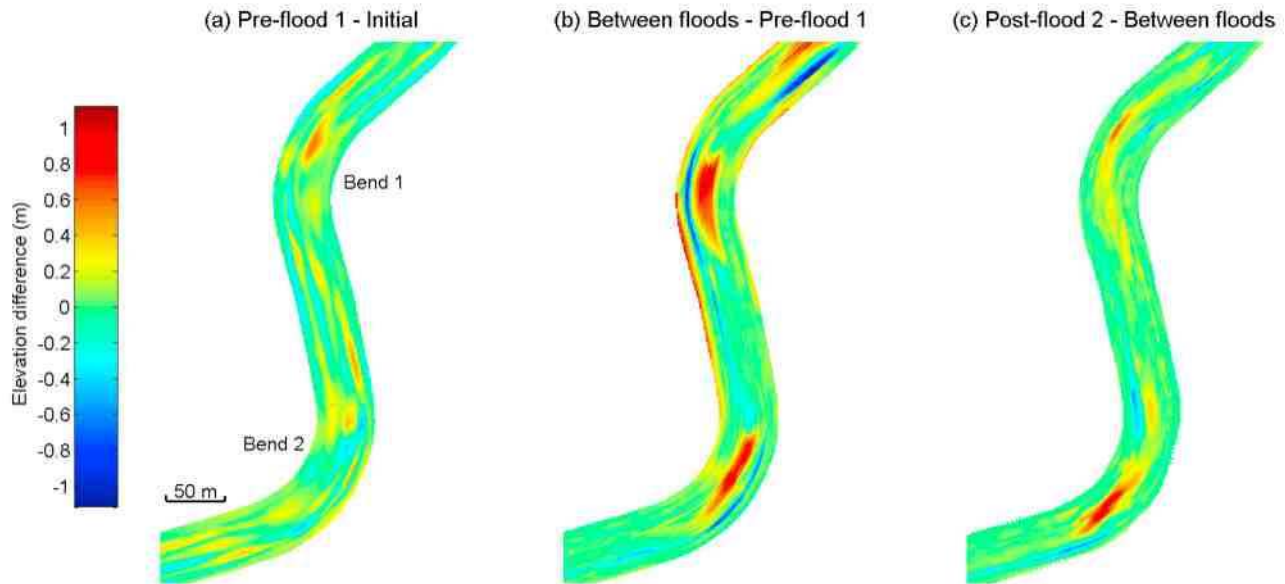 (a) Pre-flood 1 - Initial
(b) Between floods - Pre-flood 1
(c) Post-flood 2 - Between floods
Elevation difference (m)
1
0.8
0.6
0.4
0.2
0
-0.2
-0.4
-0.6
-0.8
-1
Bend 1
Bend 2
50 m